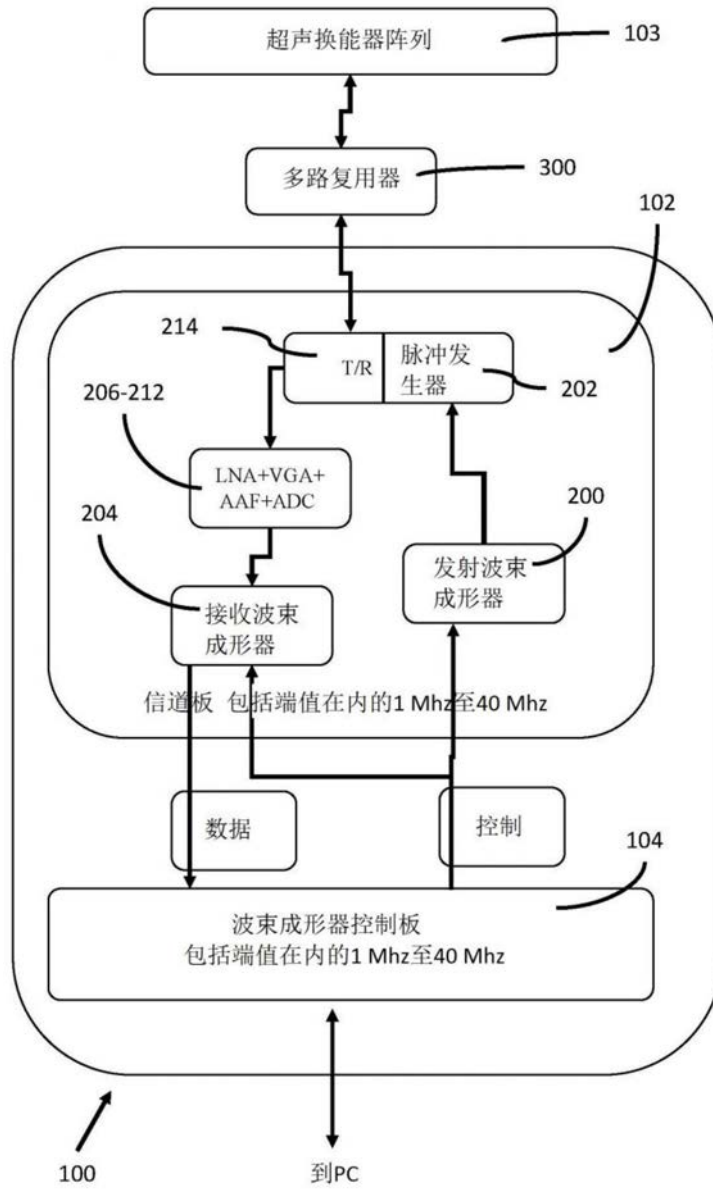 超声换能器阵列
103
多路复用器
300
102
214
T/R
脉冲发
生器
202
206-212
LNA+VGA+
AAF+ADC
204
200
发射波束
成形器
接收波束
成形器
信道板 包括端值在内的1 Mhz至40 Mhz
数据
控制
104
波束成形器控制板
包括端值在内的1 Mhz至40 Mhz
100
到PC